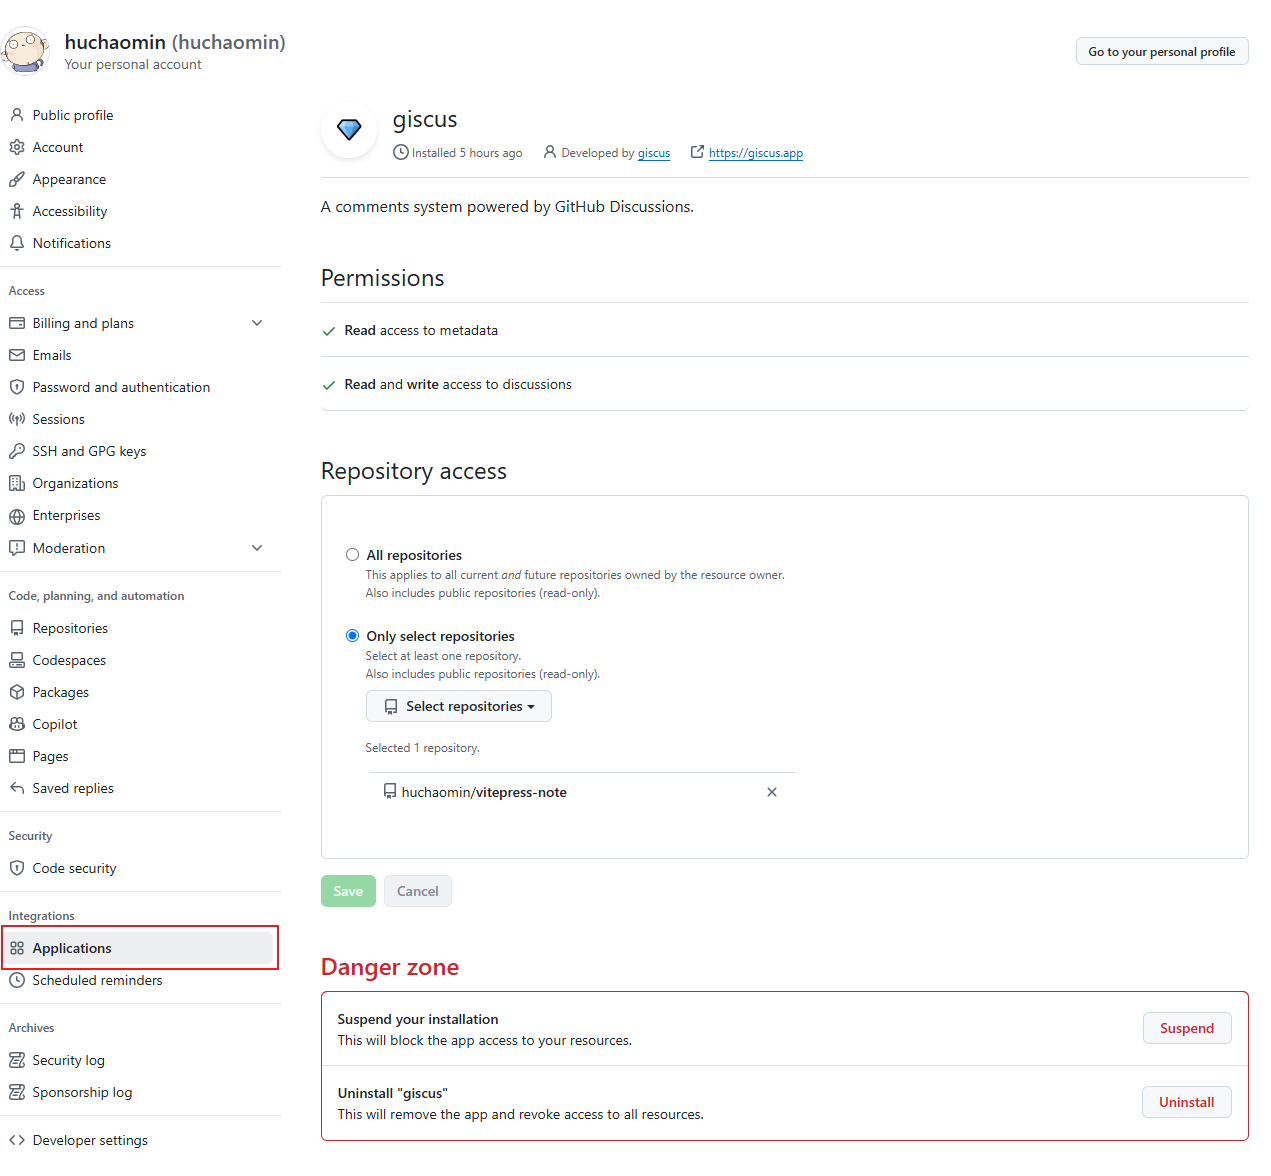 huchaomin (huchaomin)
Your personal account
Go to your personal profile
Public profile
Account
Appearance
Accessibility
Notifications
Access
Billing and plans
Emails
Password and authentication
Sessions
SSH and GPG keys
Organizations
Enterprises
Moderation
Code, planning, and automation
Repositories
Codespaces
Packages
Copilot
Pages
Saved replies
Security
Code security
Integrations
Applications
Scheduled reminders
Archives
Security log
Sponsorship log
Developer settings
giscus
Installed 5 hours ago Developed by giscus https://giscus.app
A comments system powered by GitHub Discussions.
Permissions
Read access to metadata
Read and write access to discussions
Repository access
All repositories
This applies to all current and future repositories owned by the resource owner.
Also includes public repositories (read-only).
Only select repositories
Select at least one repository.
Also includes public repositories (read-only).
Select repositories
Selected 1 repository.
huchaomin/vitepress-note
Save Cancel
Danger zone
Suspend your installation
This will block the app access to your resources.
Suspend
Uninstall "giscus"
This will remove the app and revoke access to all resources.
Uninstall